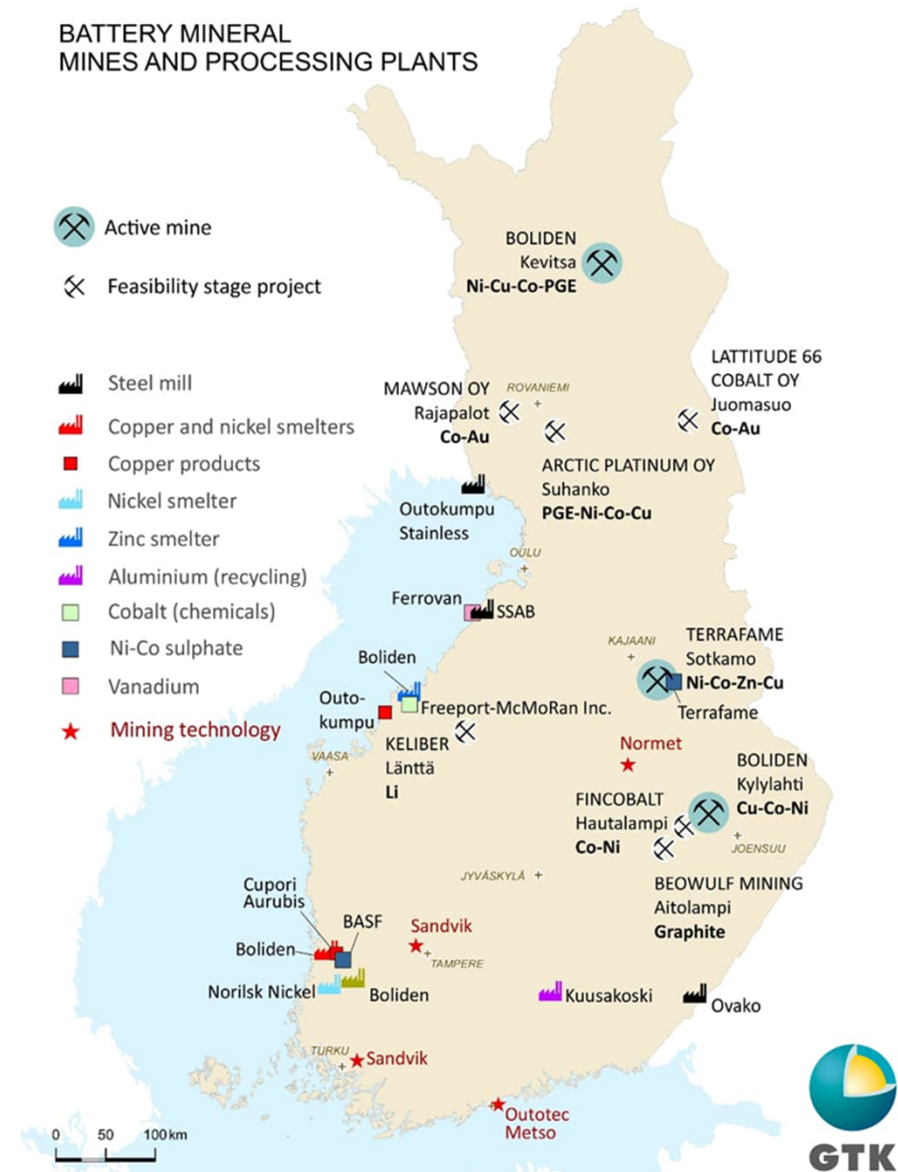 BATTERY MINERAL
MINES AND PROCESSING PLANTS
Active mine
Feasibility stage project
Steel mill
Copper and nickel smelters
Copper products
Nickel smelter
Zinc smelter
Aluminium (recycling)
Cobalt (chemicals)
Ni-Co sulphate
Vanadium
Mining technology
BOLIDEN
Kevitsa
Ni-Cu-Co-PGE
LATTITUDE 66
COBALT OY
Juomasuo
Co-Au
MAWSON OY
Rajapalot
Co-Au
ROVANIEMI
ARCTIC PLATINUM OY
Suhanko
PGE-Ni-Co-Cu
Outokumpu
Stainless
OULU
Ferrovan
SSAB
KAJAANI
TERRAFAME
Sotkamo
Ni-Co-Zn-Cu
Terrafame
Boliden
Outo-
kumpu
Freeport-McMoRan Inc.
KELIBER
Länttä
Li
VAASA
Normet
BOLIDEN
Kylylahti
Cu-Co-Ni
FINCOBALT
Hautalampi
Co-Ni
JOENSUU
JYVÄSKYLÄ
BEOWULF MINING
Aitolampi
Graphite
Cupori
Aurubis
BASF
Boliden
Sandvik
TAMPERE
Norilsk Nickel
Boliden
Kuusakoski
Ovako
TURKU
Sandvik
Outotec
Metso
0 50 100 km
GTK